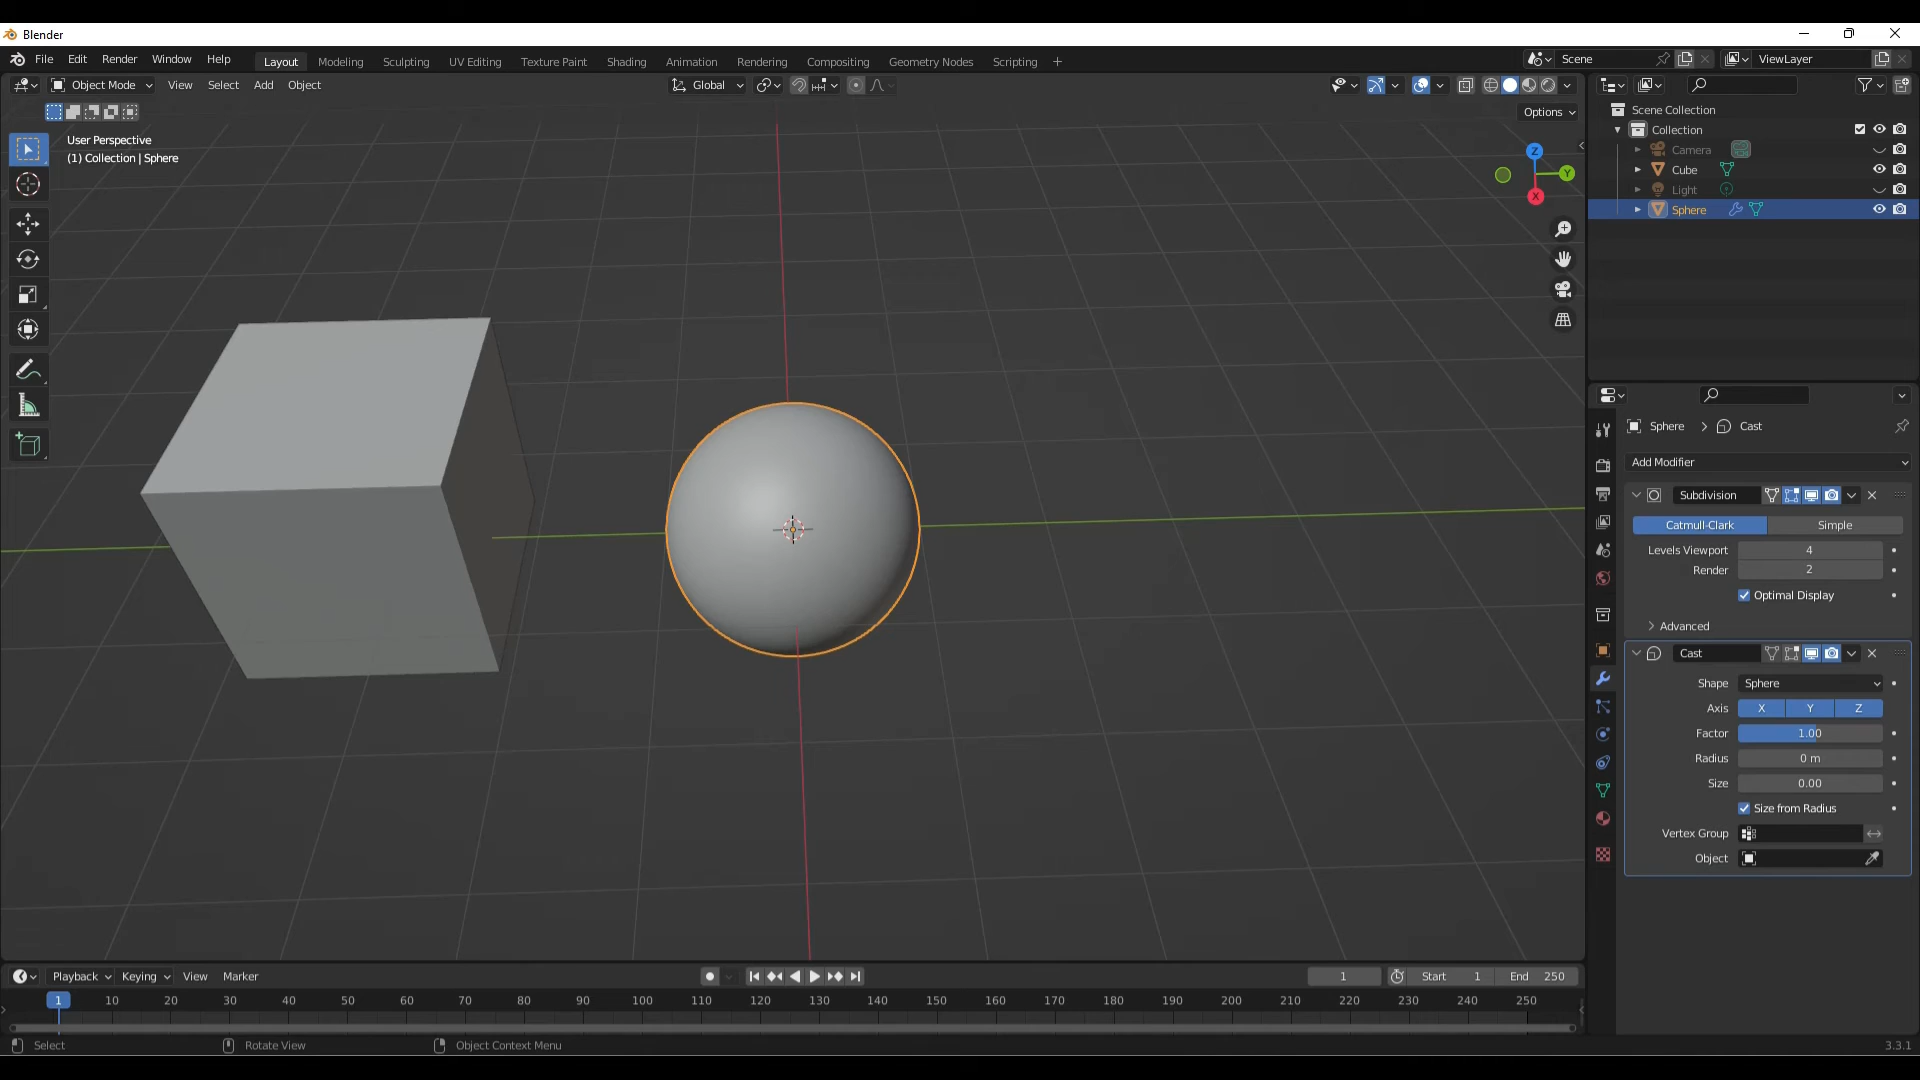 Blender
File Edit Render Window Help Layout Modeling Sculpting UV Editing Texture Paint Shading Animation Rendering Compositing Geometry Nodes Scripting + Scene ViewLayer
Object Mode View Select Add Object Global
Options
User Perspective
(1) Collection | Sphere
Z
Y
X
Scene Collection
Collection
Camera
Cube
Light
Sphere
Sphere > Cast
Add Modifier
Subdivision
Catmull-Clark Simple
Levels Viewport 4
Render 2
Optimal Display
Advanced
Cast
Shape Sphere
Axis X Y Z
Factor 1.00
Radius 0 m
Size 0.00
Size from Radius
Vertex Group
Object
Playback Keying View Marker 1 Start 1 End 250
1 10 20 30 40 50 60 70 80 90 100 110 120 130 140 150 160 170 180 190 200 210 220 230 240 250
Select Rotate View Object Context Menu 3.3.1